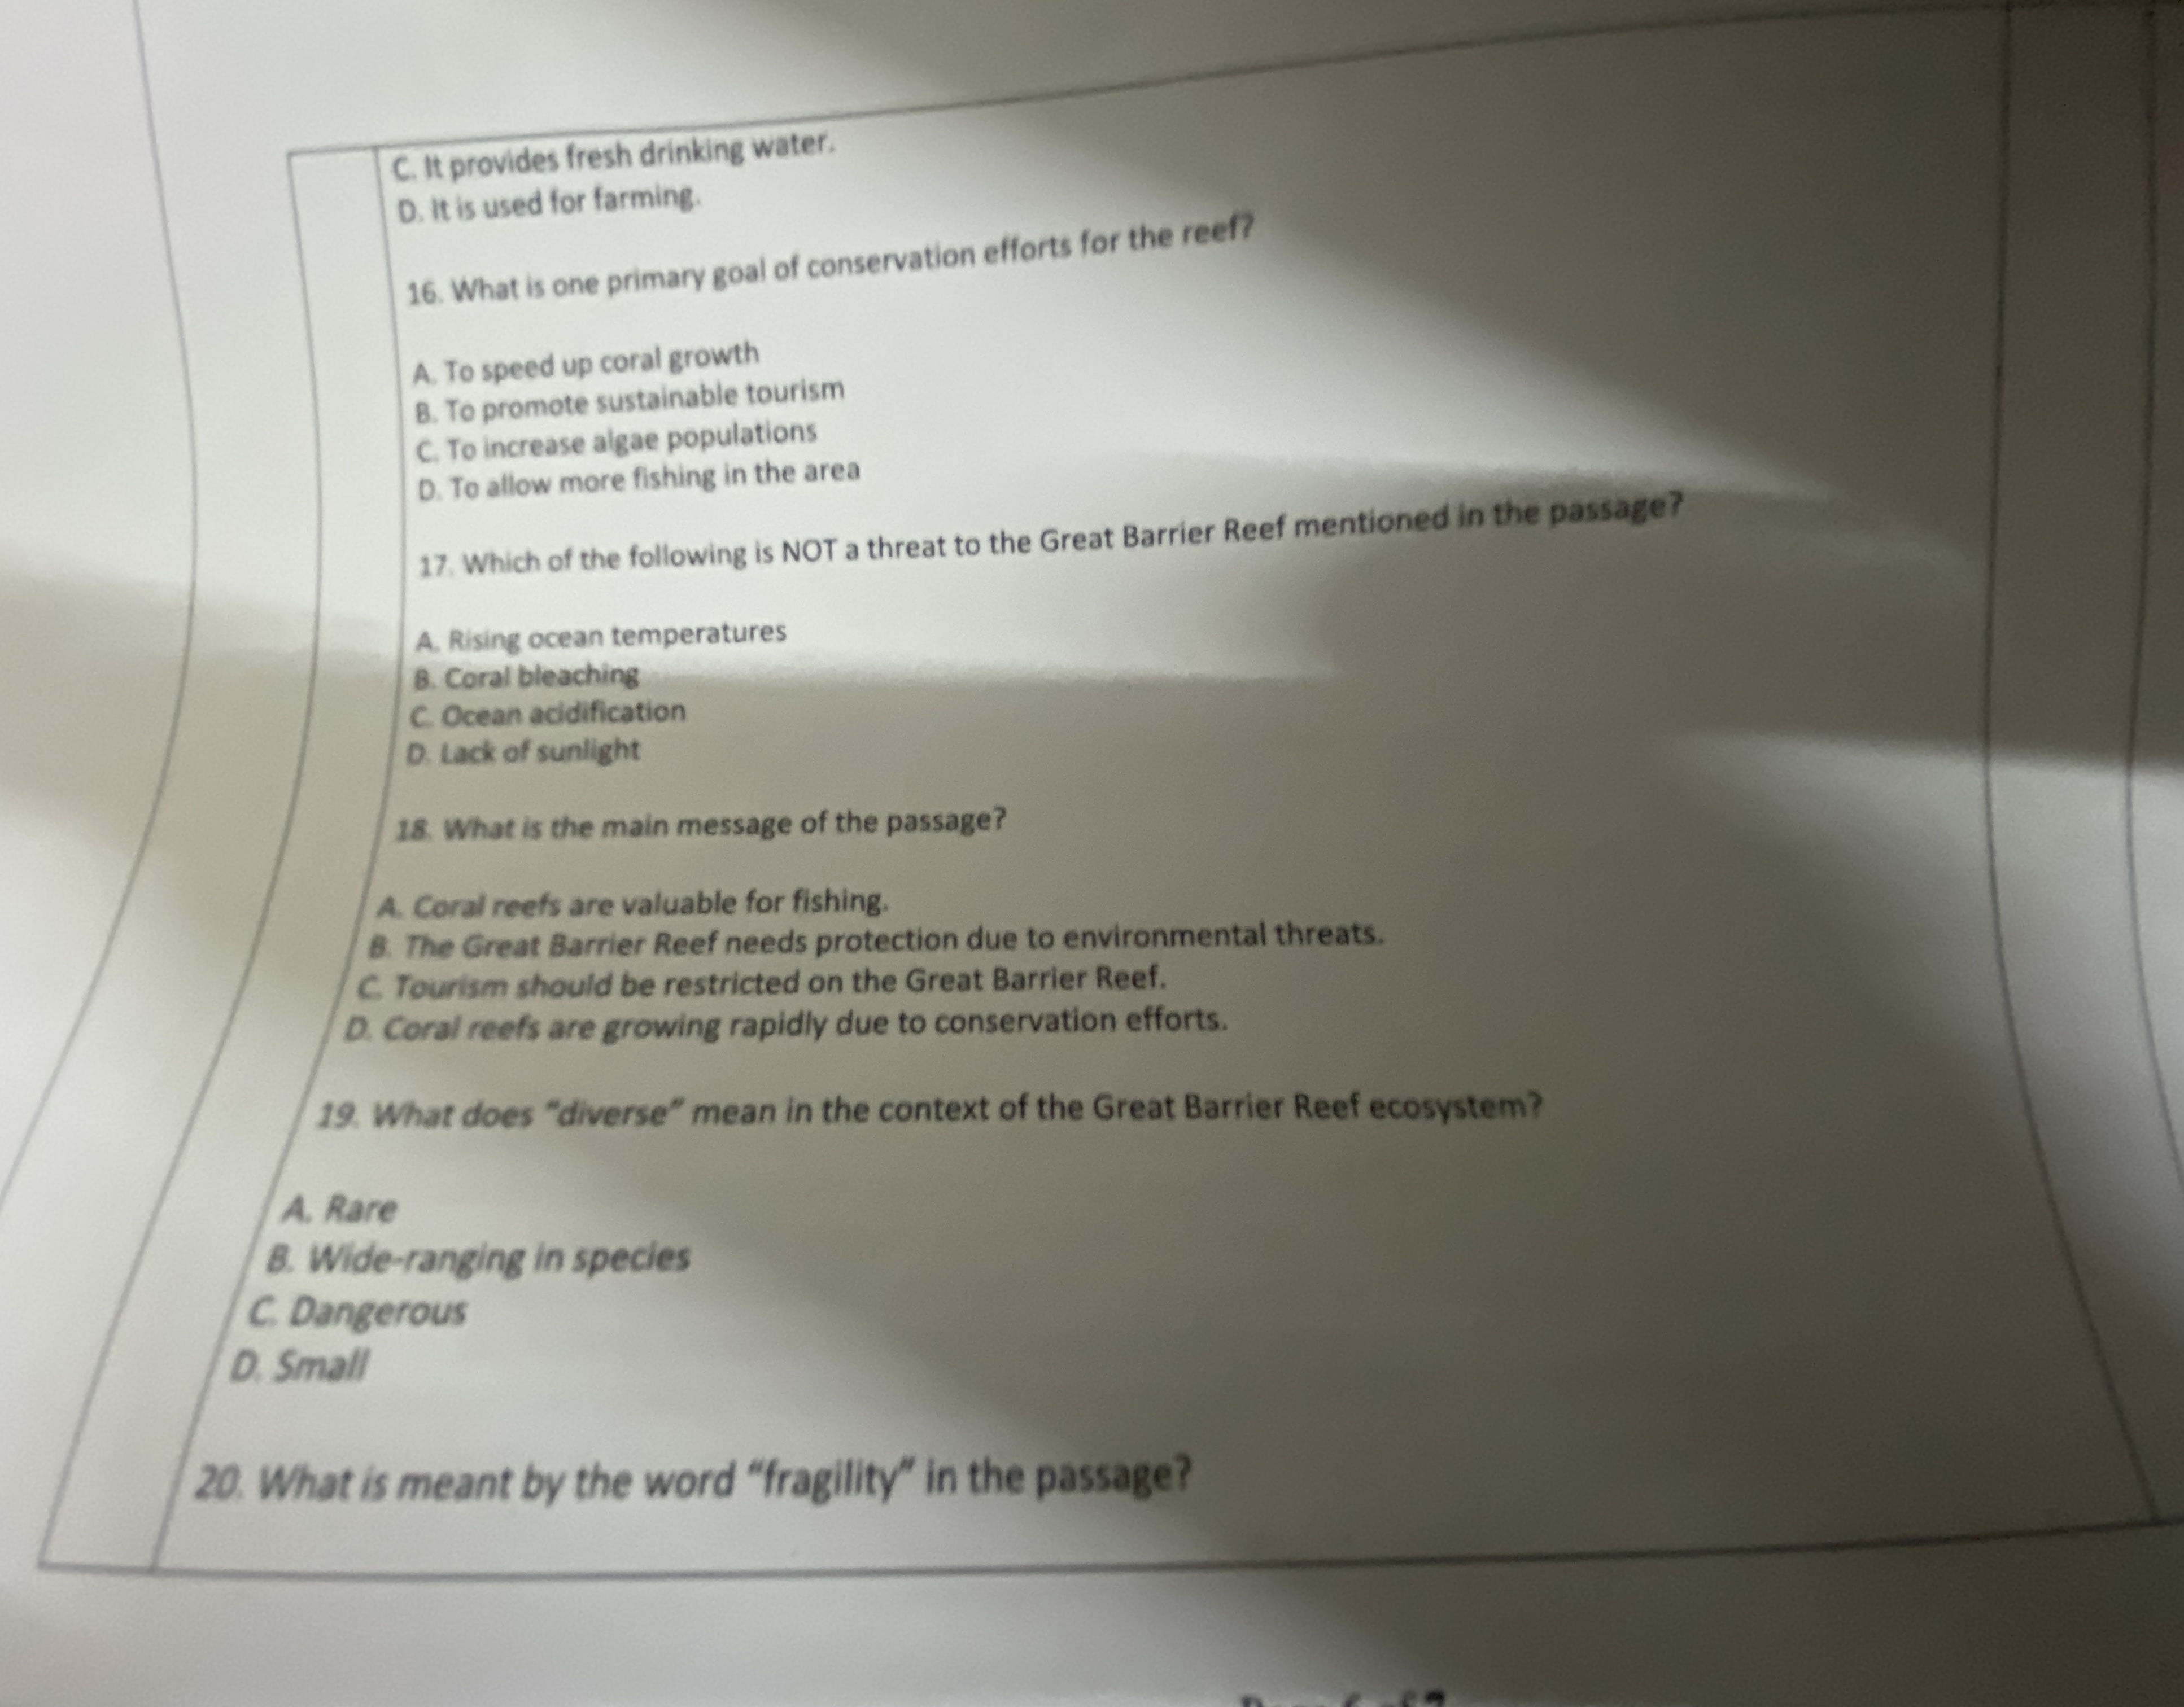 C. It provides fresh drinking water.
D. It is used for farming.
16. What is one primary goal of conservation efforts for the reef?
A. To speed up coral growth
B. To promote sustainable tourism
C. To increase algae populations
D. To allow more fishing in the area
17. Which of the following is NOT a threat to the Great Barrier Reef mentioned in the passage?
A. Rising ocean temperatures
B. Coral bleaching
C. Ocean acidification
D. Lack of sunlight
18. What is the main message of the passage?
A. Coral reefs are valuable for fishing.
B. The Great Barrier Reef needs protection due to environmental threats.
C. Tourism should be restricted on the Great Barrier Reef.
D. Coral reefs are growing rapidly due to conservation efforts.
19. What does “diverse” mean in the context of the Great Barrier Reef ecosystem?
A. Rare
B. Wide-ranging in species
C. Dangerous
D. Small
20. What is meant by the word “fragility” in the passage?